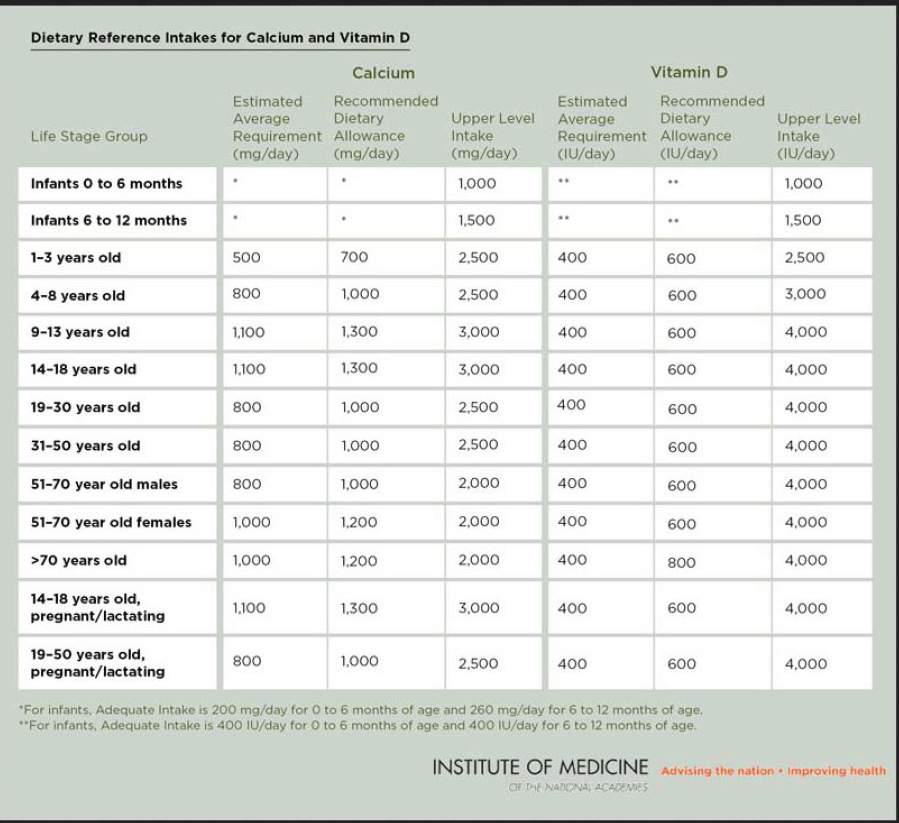 Dietary Reference Intakes for Calcium and Vitamin D
Calcium Vitamin D
Life Stage Group Estimated Average Requirement (mg/day) Recommended Dietary Allowance (mg/day) Upper Level Intake (mg/day) Estimated Average Requirement (IU/day) Recommended Dietary Allowance (IU/day) Upper Level Intake (IU/day)
Infants 0 to 6 months * * 1,000 ** ** 1,000
Infants 6 to 12 months * * 1,500 ** ** 1,500
1–3 years old 500 700 2,500 400 600 2,500
4–8 years old 800 1,000 2,500 400 600 3,000
9–13 years old 1,100 1,300 3,000 400 600 4,000
14–18 years old 1,100 1,300 3,000 400 600 4,000
19–30 years old 800 1,000 2,500 400 600 4,000
31–50 years old 800 1,000 2,500 400 600 4,000
51–70 year old males 800 1,000 2,000 400 600 4,000
51–70 year old females 1,000 1,200 2,000 400 600 4,000
>70 years old 1,000 1,200 2,000 400 800 4,000
14–18 years old,
pregnant/lactating 1,100 1,300 3,000 400 600 4,000
19–50 years old,
pregnant/lactating 800 1,000 2,500 400 600 4,000
*For infants, Adequate Intake is 200 mg/day for 0 to 6 months of age and 260 mg/day for 6 to 12 months of age.
**For infants, Adequate Intake is 400 IU/day for 0 to 6 months of age and 400 IU/day for 6 to 12 months of age.
INSTITUTE OF MEDICINE Advising the nation • Improving health
OF THE NATIONAL ACADEMIES